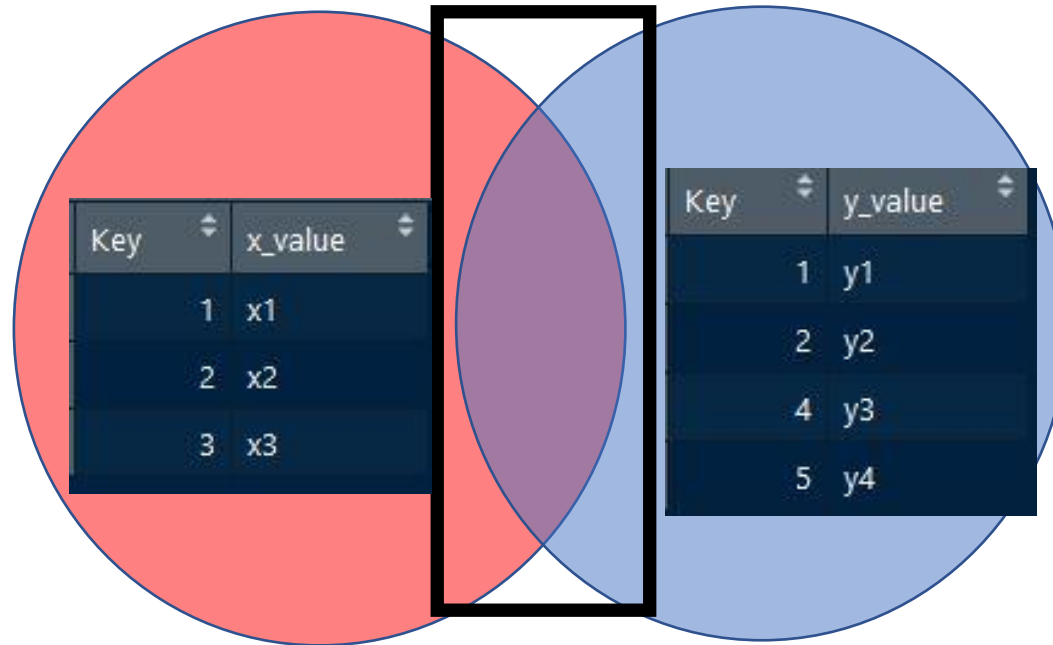 Key x_value
1 x1
2 x2
3 x3
Key y_value
1 y1
2 y2
4 y3
5 y4